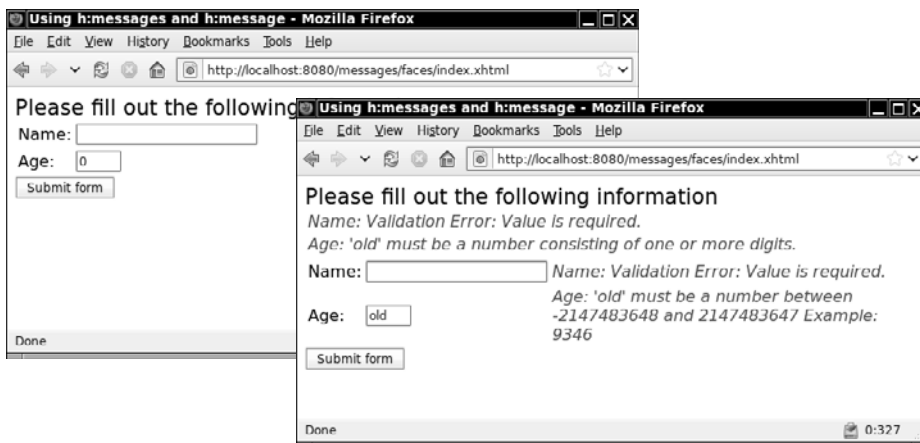 Using h:messages and h:message - Mozilla Firefox
File Edit View History Bookmarks Tools Help
http://localhost:8080/messages/faces/index.xhtml
Please fill out the following
Name:
Age: 0
Submit form
Done
Using h:messages and h:message - Mozilla Firefox
File Edit View History Bookmarks Tools Help
http://localhost:8080/messages/faces/index.xhtml
Please fill out the following information
Name: Validation Error: Value is required.
Age: 'old' must be a number consisting of one or more digits.
Name: Name: Validation Error: Value is required.
Age: 'old' must be a number between
Age: old -2147483648 and 2147483647 Example:
9346
Submit form
Done 0:327